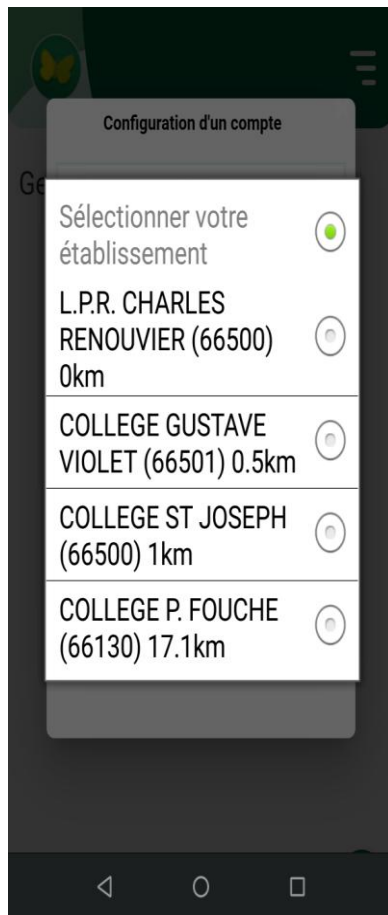 Configuration d'un compte
Ge
Sélectionner votre
établissement
L.P.R. CHARLES
RENOUVIER (66500)
0km
COLLEGE GUSTAVE
VIOLET (66501) 0.5km
COLLEGE ST JOSEPH
(66500) 1km
COLLEGE P. FOUCHE
(66130) 17.1km